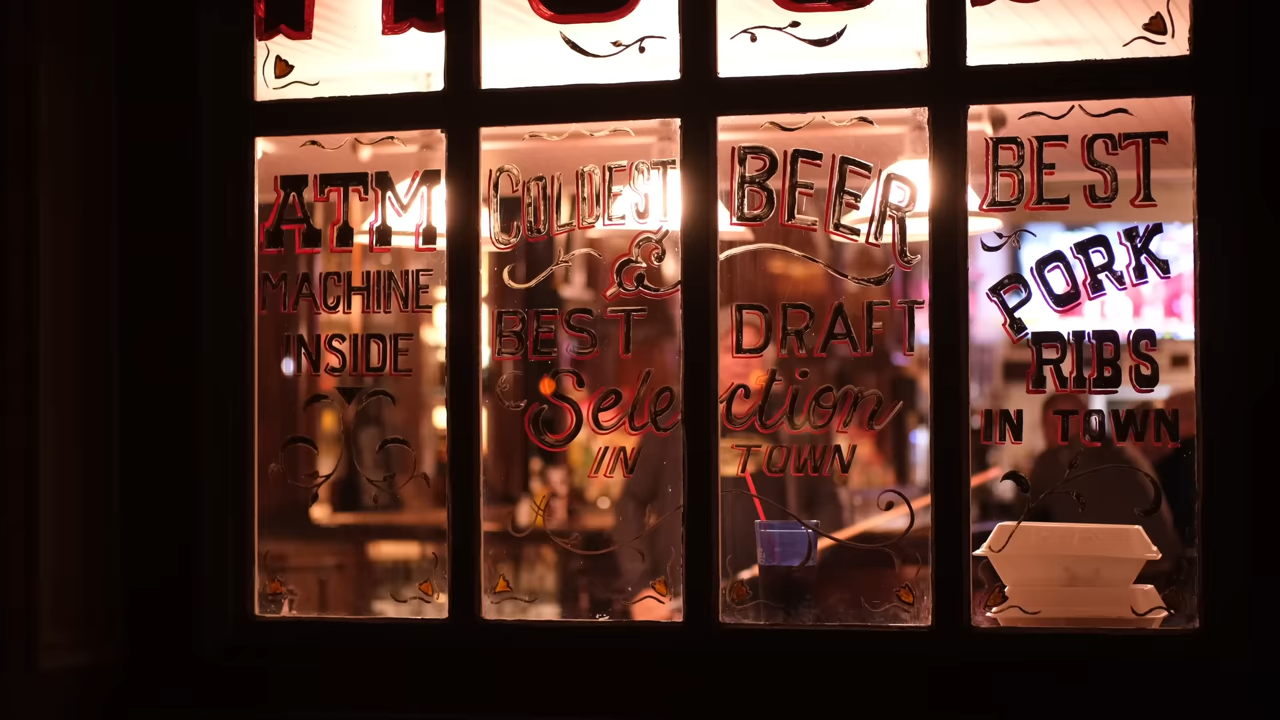 ATM
MACHINE
INSIDE
COLDEST BEER
& 
BEST DRAFT
Selection
IN TOWN
BEST
PORK
RIBS
IN TOWN